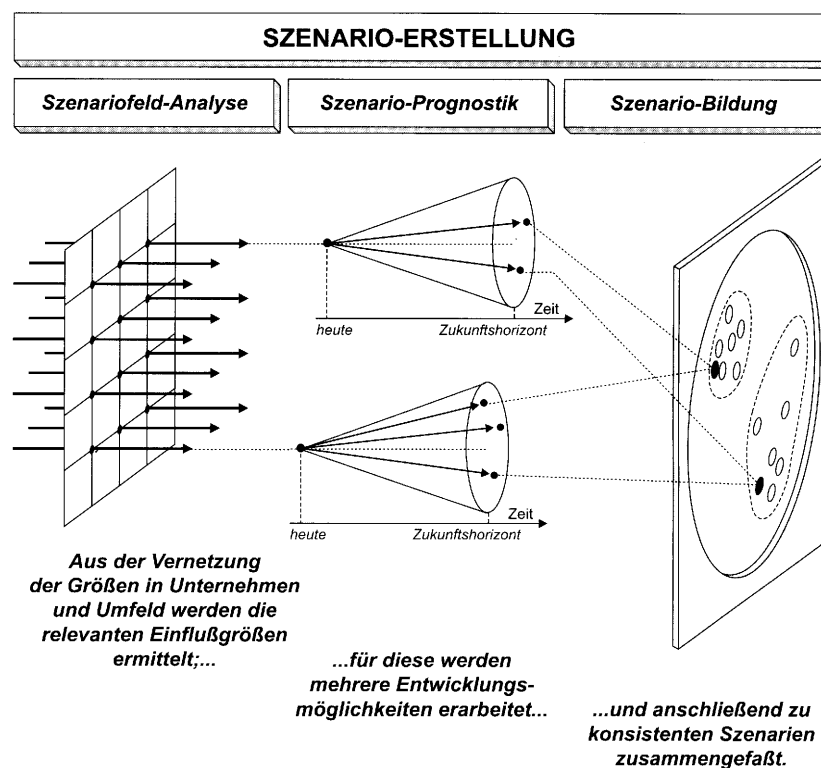 SZENARIO-ERSTELLUNG
Szenariofeld-Analyse
Szenario-Prognostik
Szenario-Bildung
Zeit
heute
Zukunftshorizont
Zeit
heute
Zukunftshorizont
Aus der Vernetzung
der Größen in Unternehmen
und Umfeld werden die
relevanten Einflußgrößen
ermittelt;...
...für diese werden
mehrere Entwicklungs-
möglichkeiten erarbeitet...
...und anschließend zu
konsistenten Szenarien
zusammengefaßt.